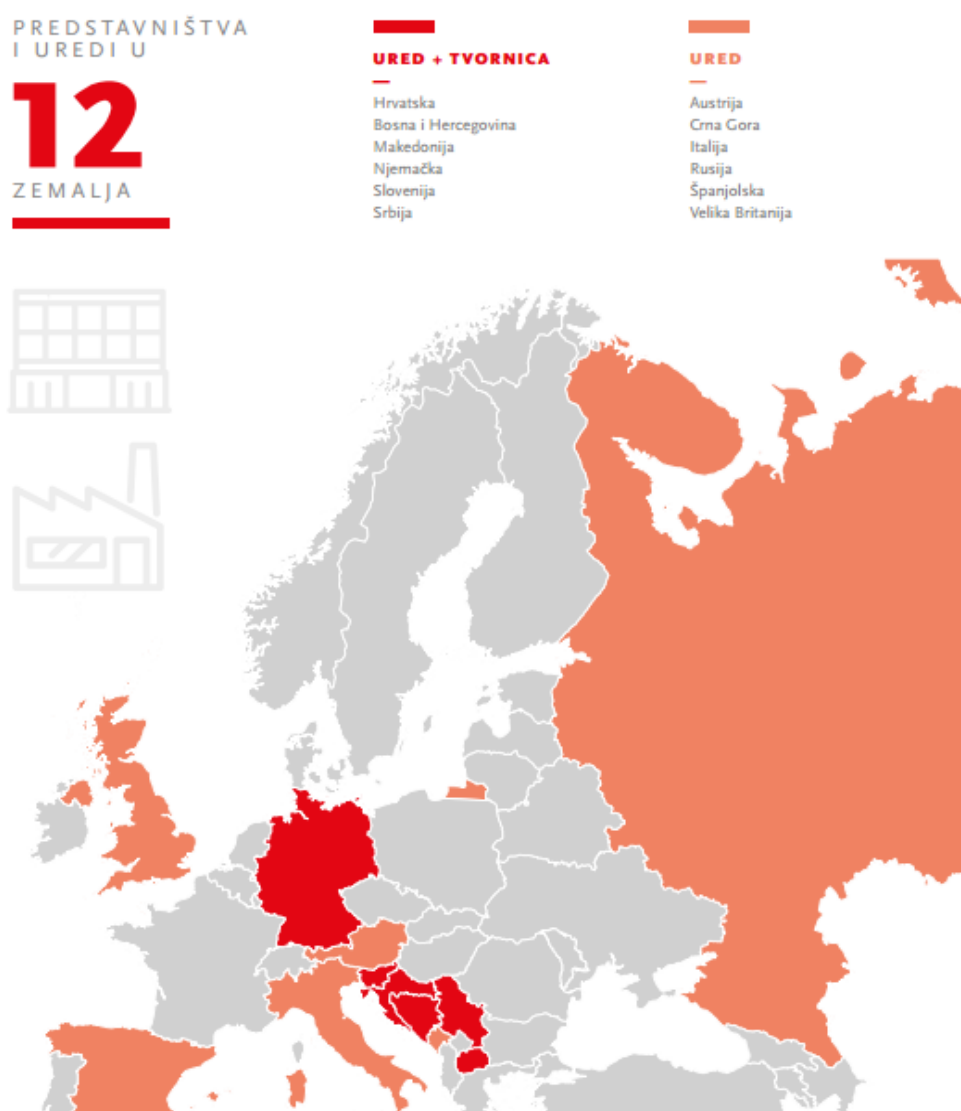 PREDSTAVNIŠTVA
I UREDI U
12
ZEMALJA
URED + TVORNICA
Hrvatska
Bosna i Hercegovina
Makedonija
Njemačka
Slovenija
Srbija
URED
Austrija
Crna Gora
Italija
Rusija
Španjolska
Velika Britanija